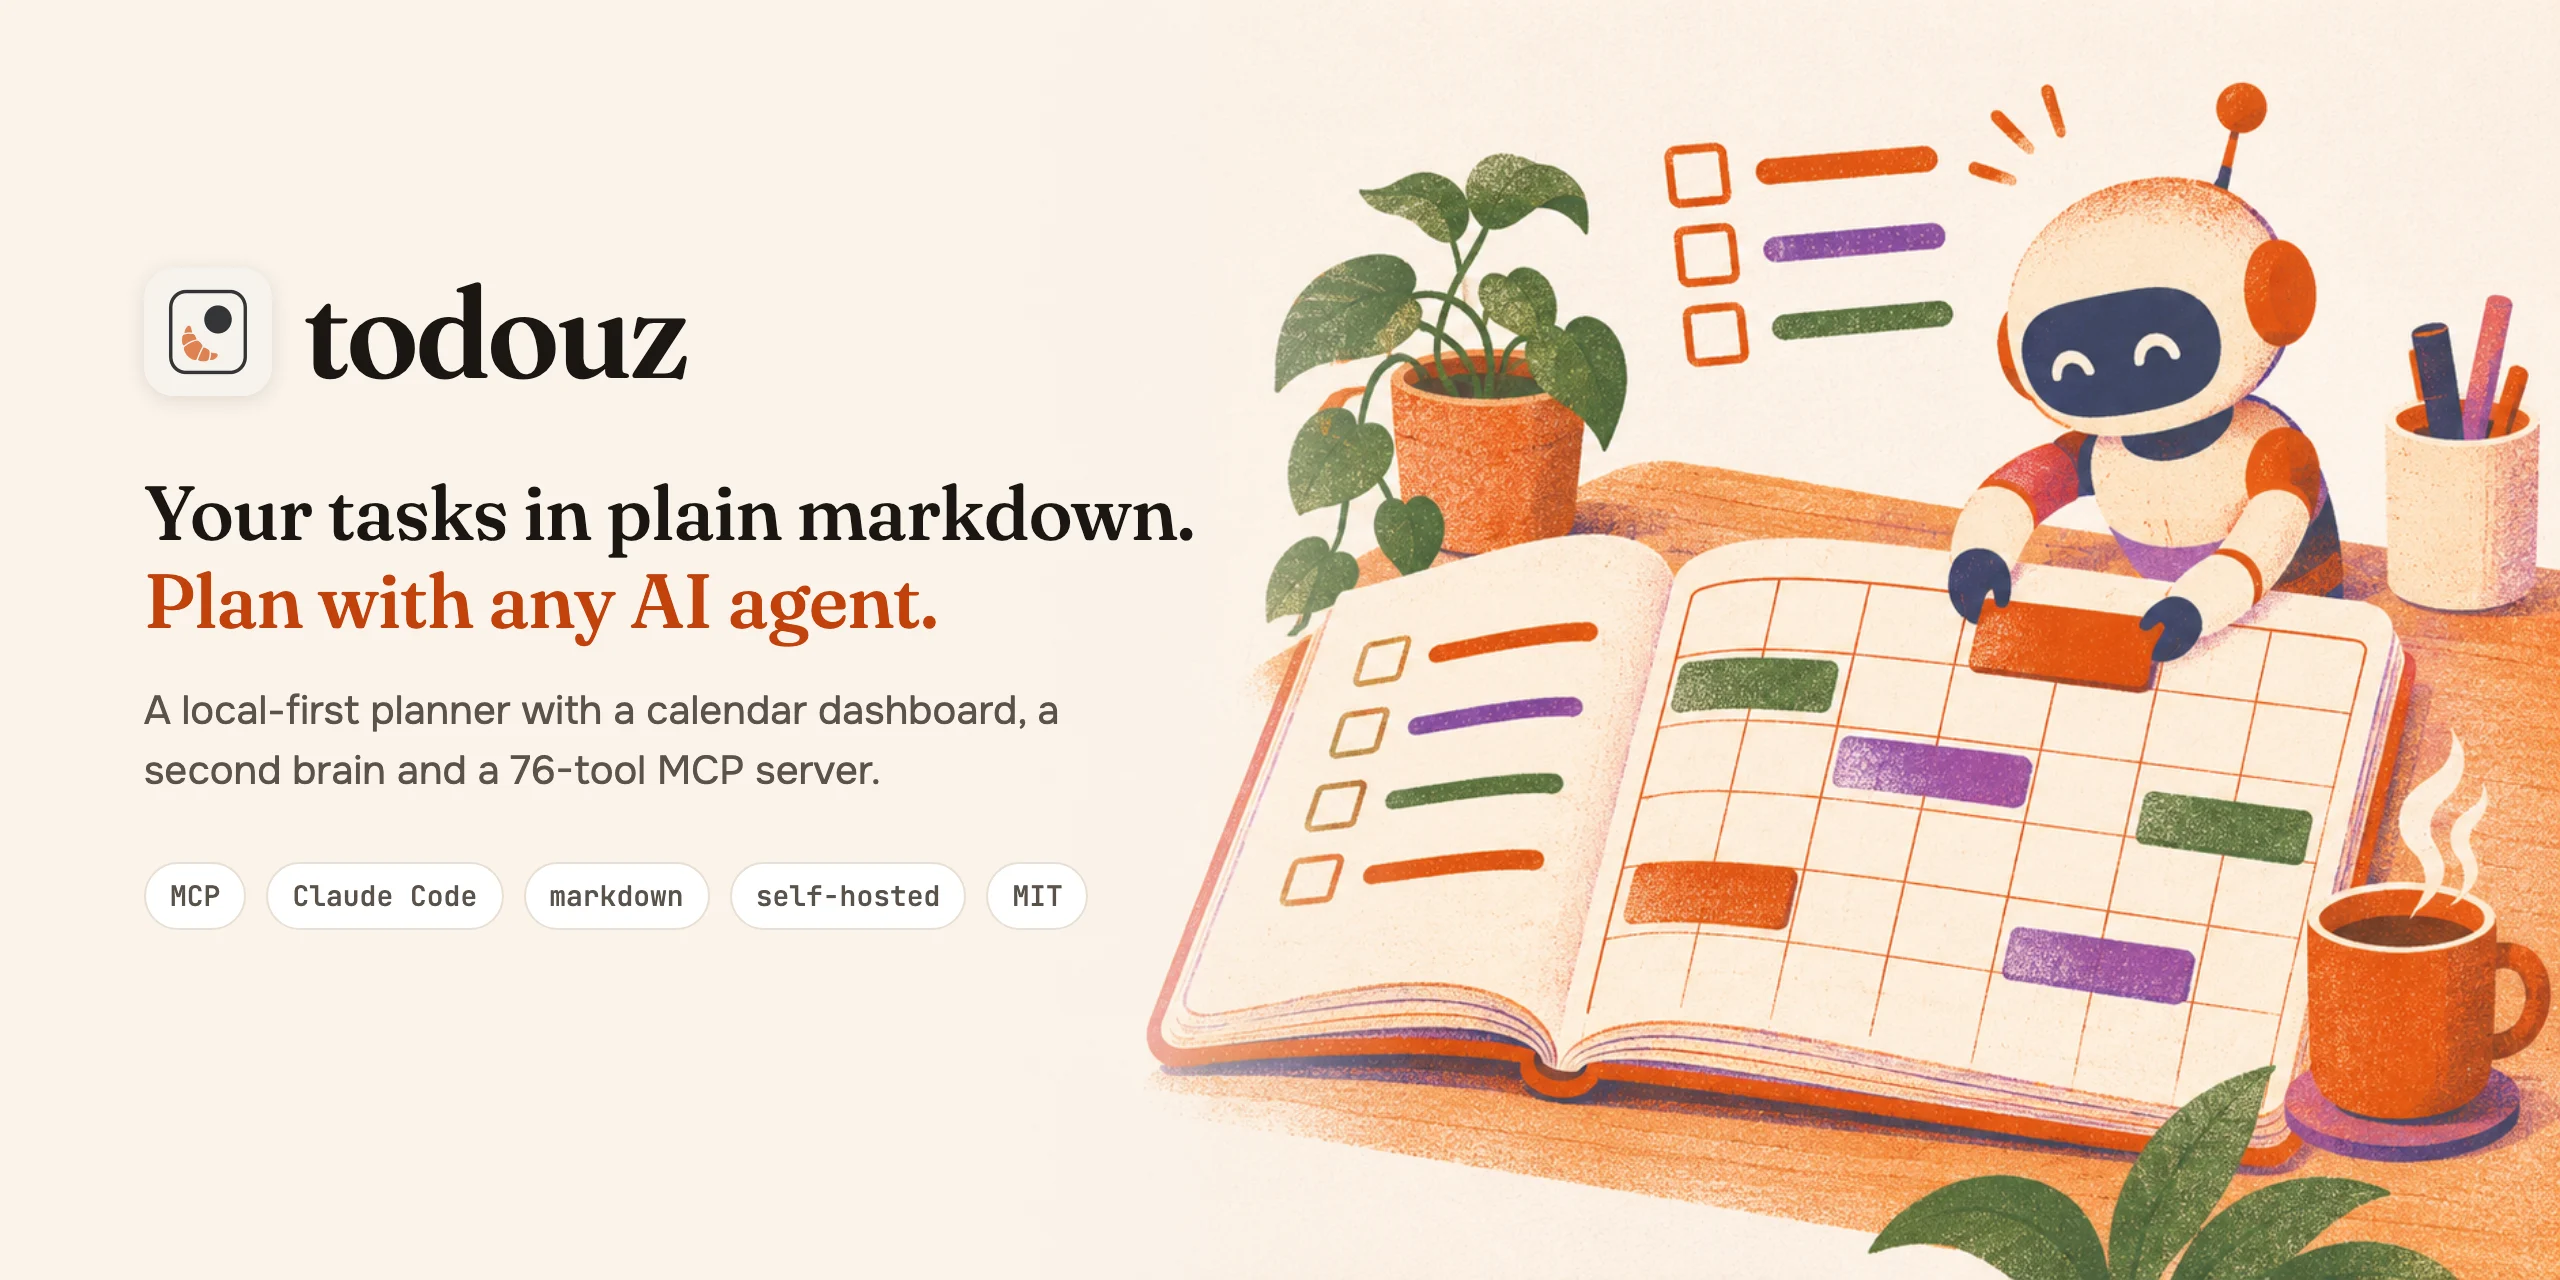 todouz
Your tasks in plain markdown.
Plan with any AI agent.
A local-first planner with a calendar dashboard, a
second brain and a 76-tool MCP server.
MCP Claude Code markdown self-hosted MIT